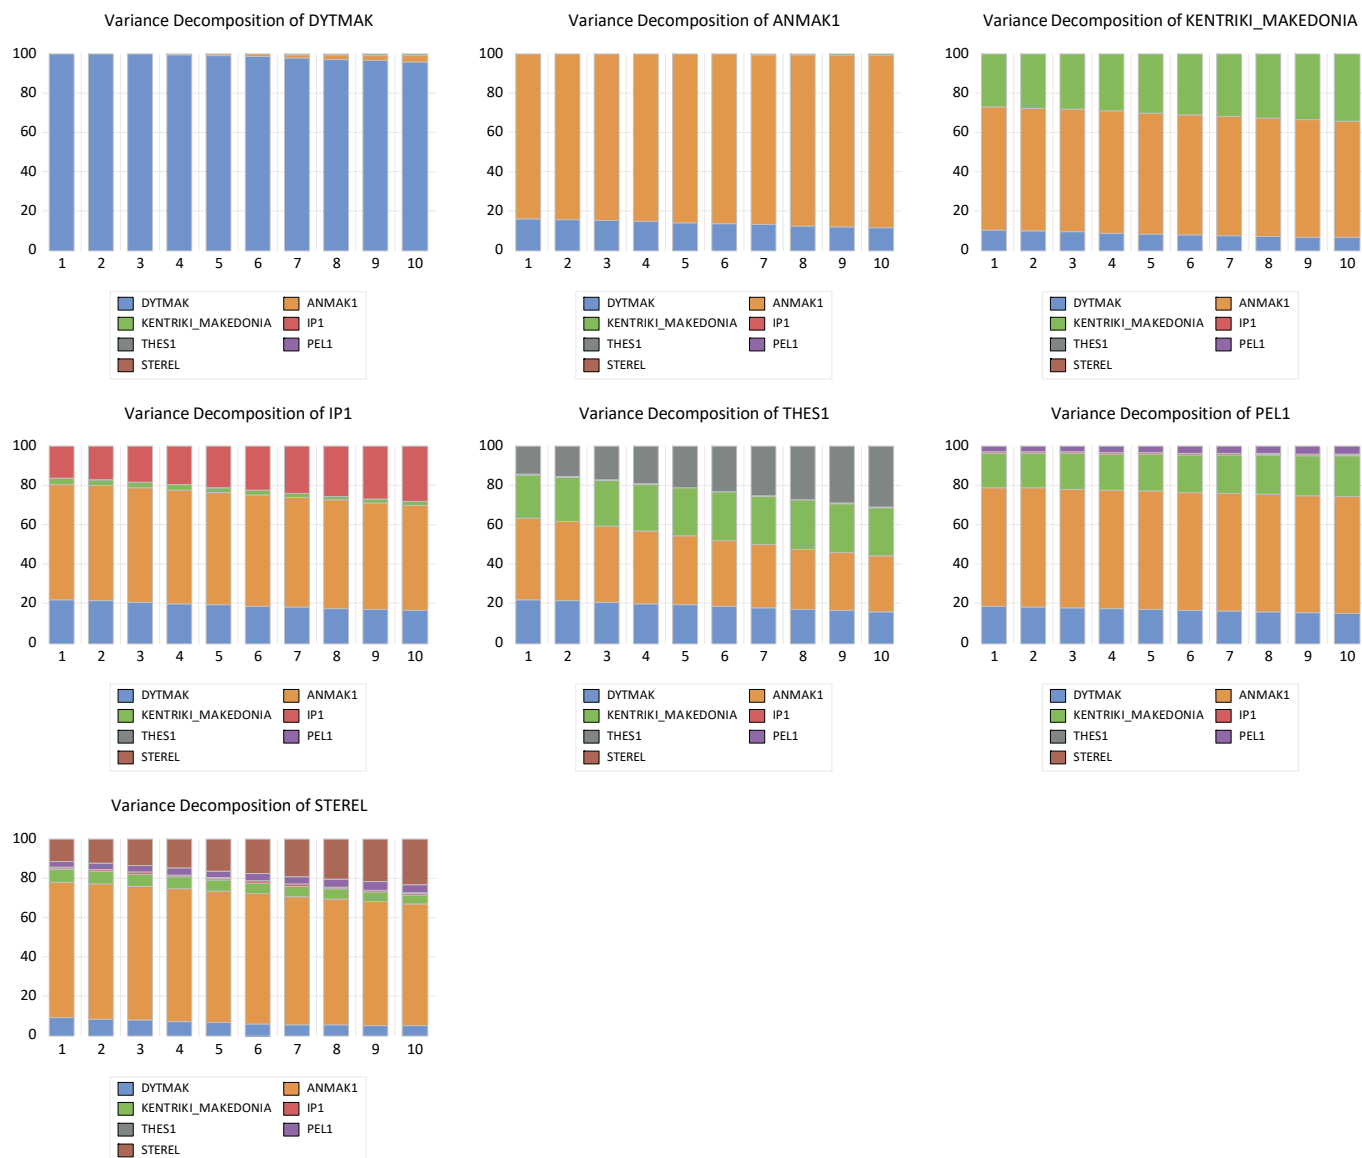 Variance Decomposition of DYTMAK
100
80
60
40
20
0
1 2 3 4 5 6 7 8 9 10
DYTMAK ANMAK1
KENTRIKI_MAKEDONIA IP1
THES1 PEL1
STEREL
Variance Decomposition of ANMAK1
100
80
60
40
20
0
1 2 3 4 5 6 7 8 9 10
DYTMAK ANMAK1
KENTRIKI_MAKEDONIA IP1
THES1 PEL1
STEREL
Variance Decomposition of KENTRIKI_MAKEDONIA
100
80
60
40
20
0
1 2 3 4 5 6 7 8 9 10
DYTMAK ANMAK1
KENTRIKI_MAKEDONIA IP1
THES1 PEL1
STEREL
Variance Decomposition of IP1
100
80
60
40
20
0
1 2 3 4 5 6 7 8 9 10
DYTMAK ANMAK1
KENTRIKI_MAKEDONIA IP1
THES1 PEL1
STEREL
Variance Decomposition of THES1
100
80
60
40
20
0
1 2 3 4 5 6 7 8 9 10
DYTMAK ANMAK1
KENTRIKI_MAKEDONIA IP1
THES1 PEL1
STEREL
Variance Decomposition of PEL1
100
80
60
40
20
0
1 2 3 4 5 6 7 8 9 10
DYTMAK ANMAK1
KENTRIKI_MAKEDONIA IP1
THES1 PEL1
STEREL
Variance Decomposition of STEREL
100
80
60
40
20
0
1 2 3 4 5 6 7 8 9 10
DYTMAK ANMAK1
KENTRIKI_MAKEDONIA IP1
THES1 PEL1
STEREL